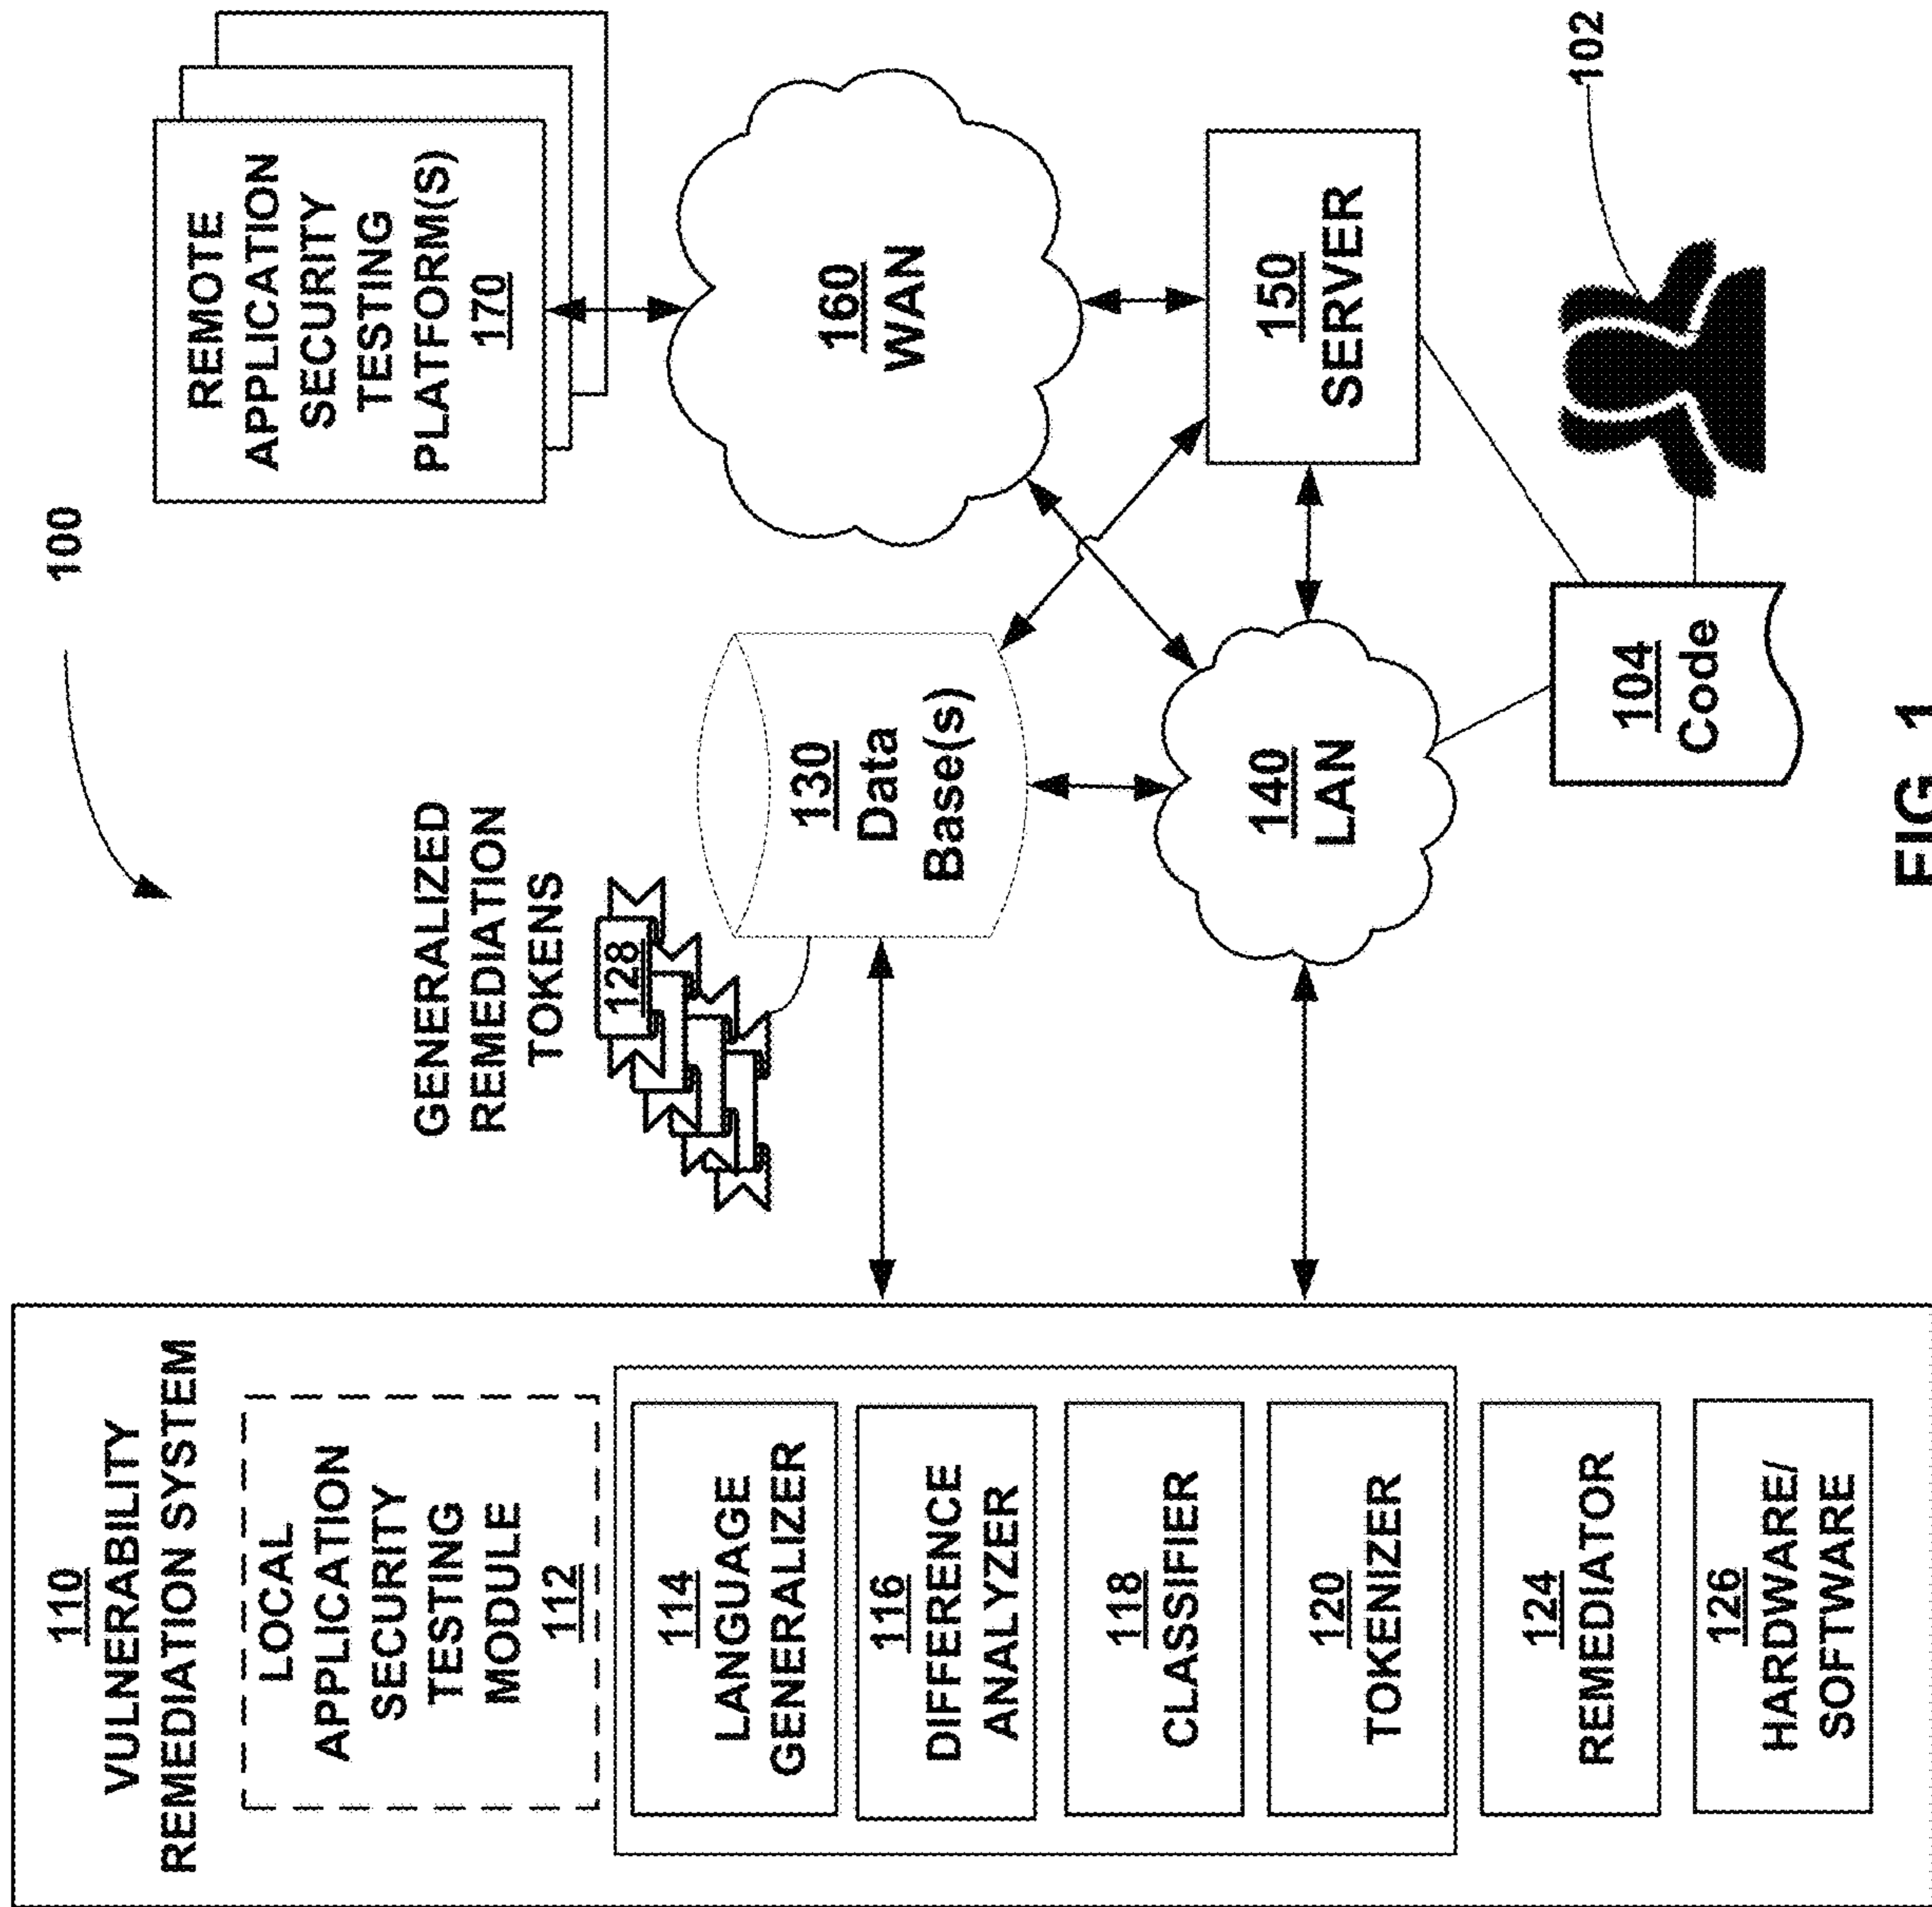 100
110
VULNERABILITY
REMEDIATION SYSTEM
LOCAL
APPLICATION
SECURITY
TESTING
MODULE
112
114
LANGUAGE
GENERALIZER
116
DIFFERENCE
ANALYZER
118
CLASSIFIER
120
TOKENIZER
124
REMEDIATOR
126
HARDWARE/
SOFTWARE
GENERALIZED
REMEDIATION
TOKENS
128
130
Data
Base(s)
140
LAN
104
Code
REMOTE
APPLICATION
SECURITY
TESTING
PLATFORM(S)
170
160
WAN
150
SERVER
102
FIG. 1